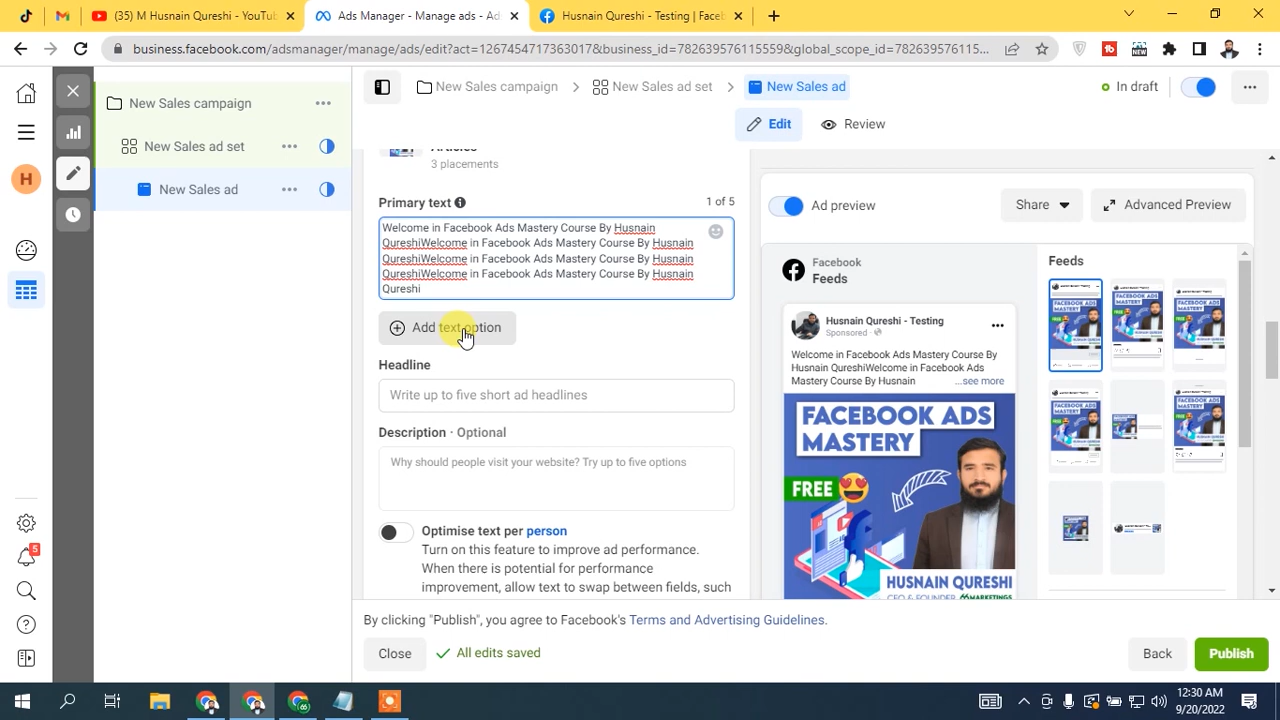 (35) M Husnain Qureshi - YouTu
Ads Manager - Manage ads - Ad
Husnain Qureshi - Testing | Faceb
business.facebook.com/adsmanager/manage/ads/edit?act=1267454717363017&business_id=782639576115559&global_scope_id=782639576115...
New Sales campaign
New Sales ad set
New Sales ad
New Sales campaign
New Sales ad set
New Sales ad
In draft
Edit
Review
H
3 placements
Primary text
1 of 5
Welcome in Facebook Ads Mastery Course By Husnain
QureshiWelcome in Facebook Ads Mastery Course By Husnain
QureshiWelcome in Facebook Ads Mastery Course By Husnain
QureshiWelcome in Facebook Ads Mastery Course By Husnain
Qureshi
Add text option
Headline
Write up to five short ad headlines
Description · Optional
Why should people visit your website? Try up to five options
Optimise text per person
Turn on this feature to improve ad performance.
When there is potential for performance
improvement, allow text to swap between fields, such
Ad preview
Share
Advanced Preview
Facebook
Feeds
Feeds
Husnain Qureshi - Testing
Sponsored ·
Welcome in Facebook Ads Mastery Course By
Husnain QureshiWelcome in Facebook Ads
Mastery Course By Husnain ...see more
FACEBOOK ADS
MASTERY
FREE
HUSNAIN QURESHI
CEO & FOUNDER MARKETINGS
By clicking "Publish", you agree to Facebook's Terms and Advertising Guidelines.
Close
All edits saved
Back
Publish
5
12:30 AM
9/20/2022